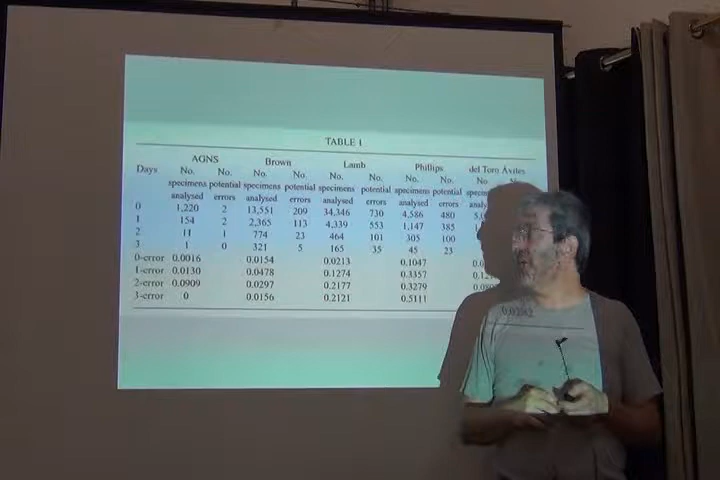 TABLE 1
AGNS Brown Lamb Phillips del Toro Áviles
Days No. No. No. No. No. No. No. No. No.
specimens potential specimens potential specimens potential specimens potential
analysed errors analysed errors analysed errors analysed errors
0 1,220 2 13,551 209 34,346 730 4,586 480
1 154 2 2,365 113 4,339 553 1,147 385
2 11 1 774 23 464 101 305 100
3 1 0 321 5 165 35 45 23
0-error 0.0016 0.0154 0.0213 0.1047
1-error 0.0130 0.0478 0.1274 0.3357
2-error 0.0909 0.0297 0.2177 0.3279
3-error 0 0.0156 0.2121 0.5111